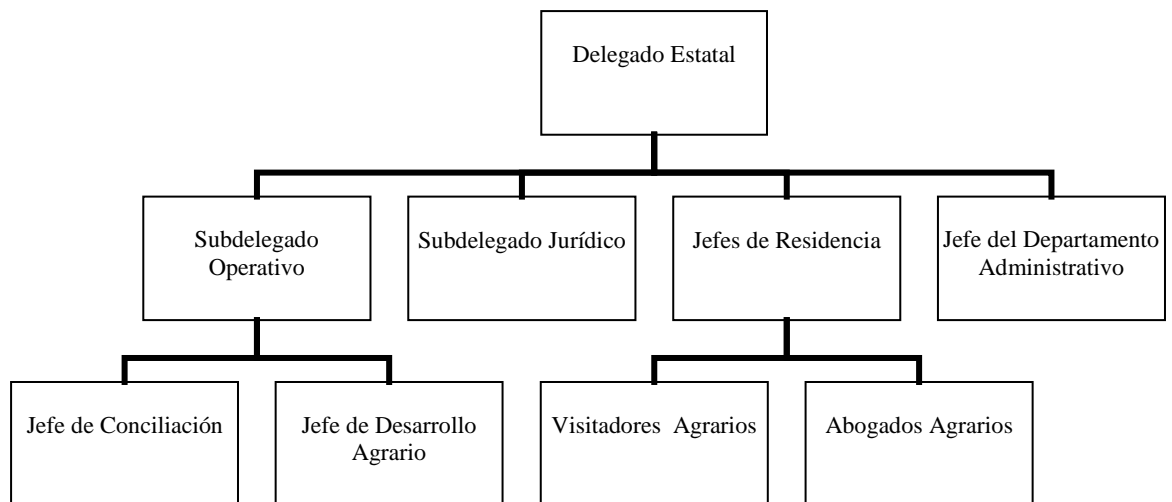 Delegado Estatal
Subdelegado
Operativo
Subdelegado Jurídico
Jefes de Residencia
Jefe del Departamento
Administrativo
Jefe de Conciliación
Jefe de Desarrollo
Agrario
Visitadores  Agrarios
Abogados Agrarios